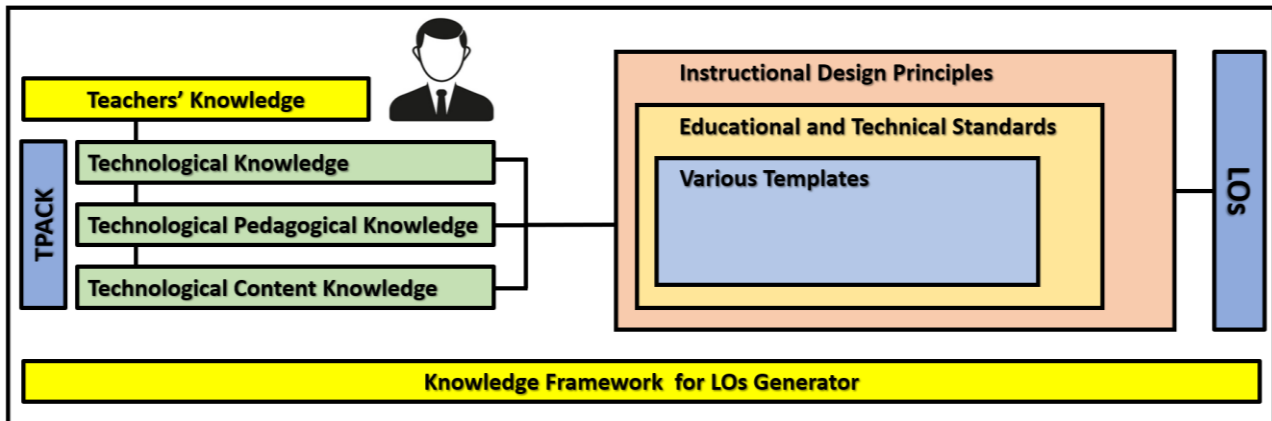 Teachers' Knowledge
TPACK
Technological Knowledge
Technological Pedagogical Knowledge
Technological Content Knowledge
Instructional Design Principles
Educational and Technical Standards
Various Templates
LOs
Knowledge Framework for LOs Generator